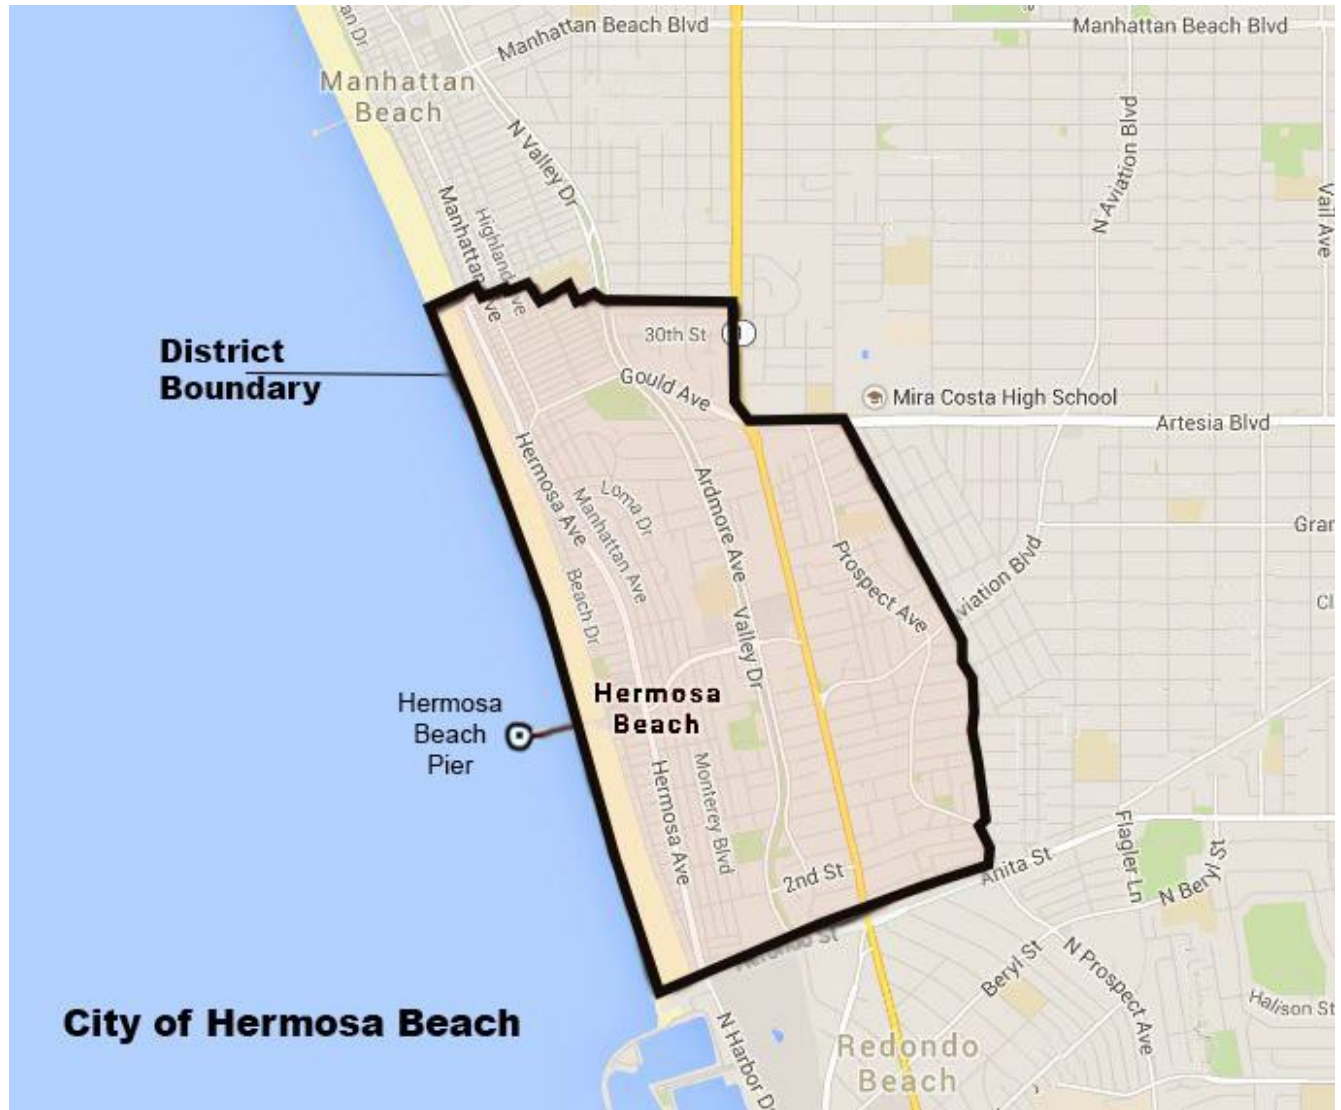 an Dr
Manhattan Beach Blvd
Manhattan Beach Blvd
Manhattan
Beach
N Valley Dr
N Aviation Blvd
Vail Ave
Manhattan Ave
Highland Ave
30th St
District
Boundary
Gould Ave
Mira Costa High School
Artesia Blvd
Hermosa Ave
Loma Dr
Manhattan Ave
Ardmore Ave
Gran
Prospect Ave
viation Blvd
Beach Dr
Cl
Valley Dr
Hermosa
Beach
Hermosa
Beach
Pier
Hermosa Ave
Monterey Blvd
2nd St
Anita St
Flagler Ln
N Beryl St
Beryl St
N Prospect Ave
Halison St
City of Hermosa Beach
N Harbor D
Redondo
Beach